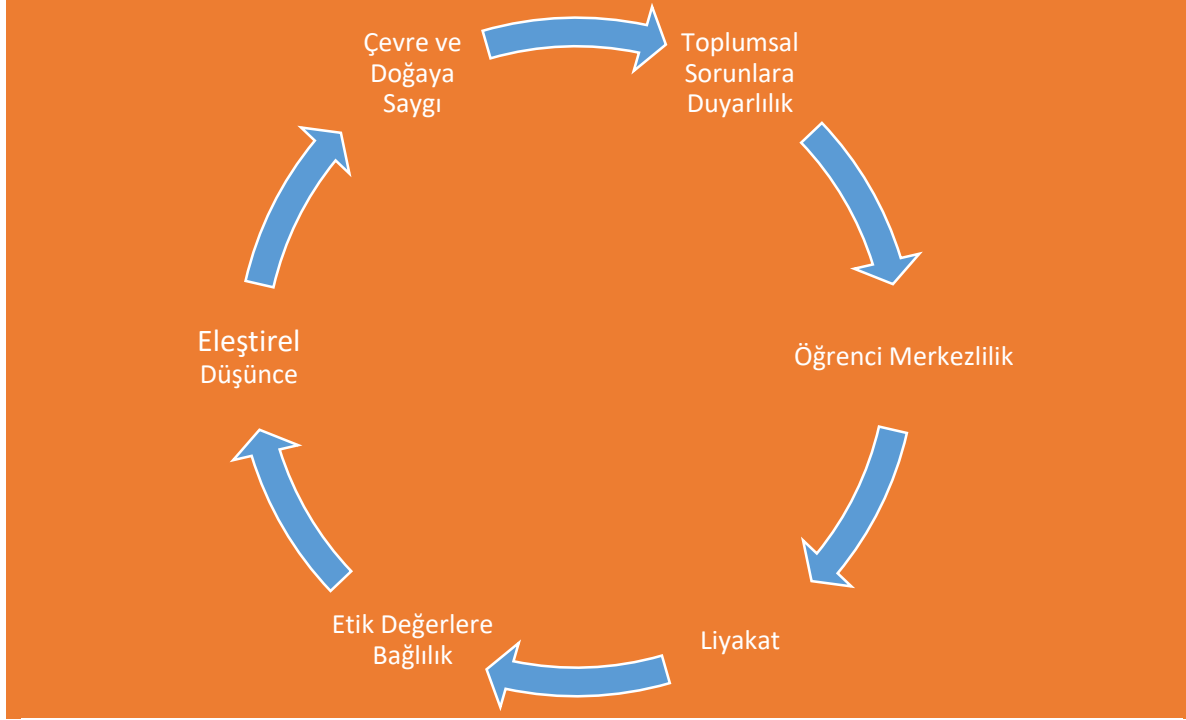 Çevre ve
Doğaya
Saygı
Toplumsal
Sorunlara
Duyarlılık
Öğrenci Merkezlilik
Liyakat
Etik Değerlere
Bağlılık
Eleştirel
Düşünce